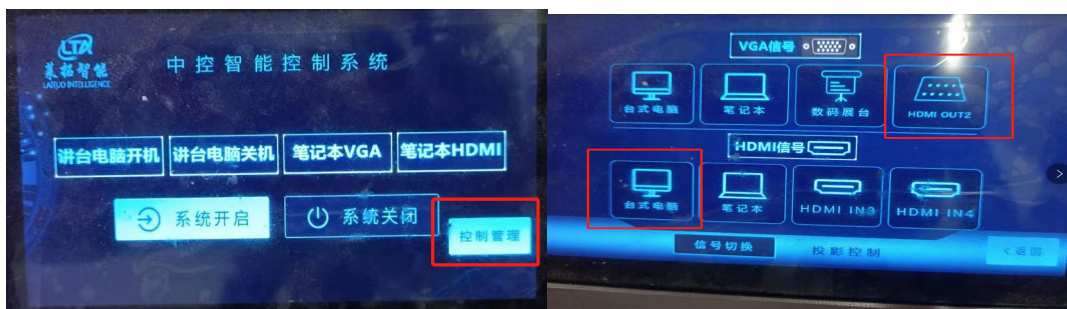 LTA
莱拓智能
LAITUO INTELLIGENCE
中控智能控制系统
讲台电脑开机 讲台电脑关机 笔记本VGA 笔记本HDMI
系统开启 系统关闭 控制管理
VGA信号
台式电脑 笔记本 数码展台 HDMI OUT2
HDMI信号
台式电脑 笔记本 HDMI IN3 HDMI IN4
信号切换 投影控制 <返回